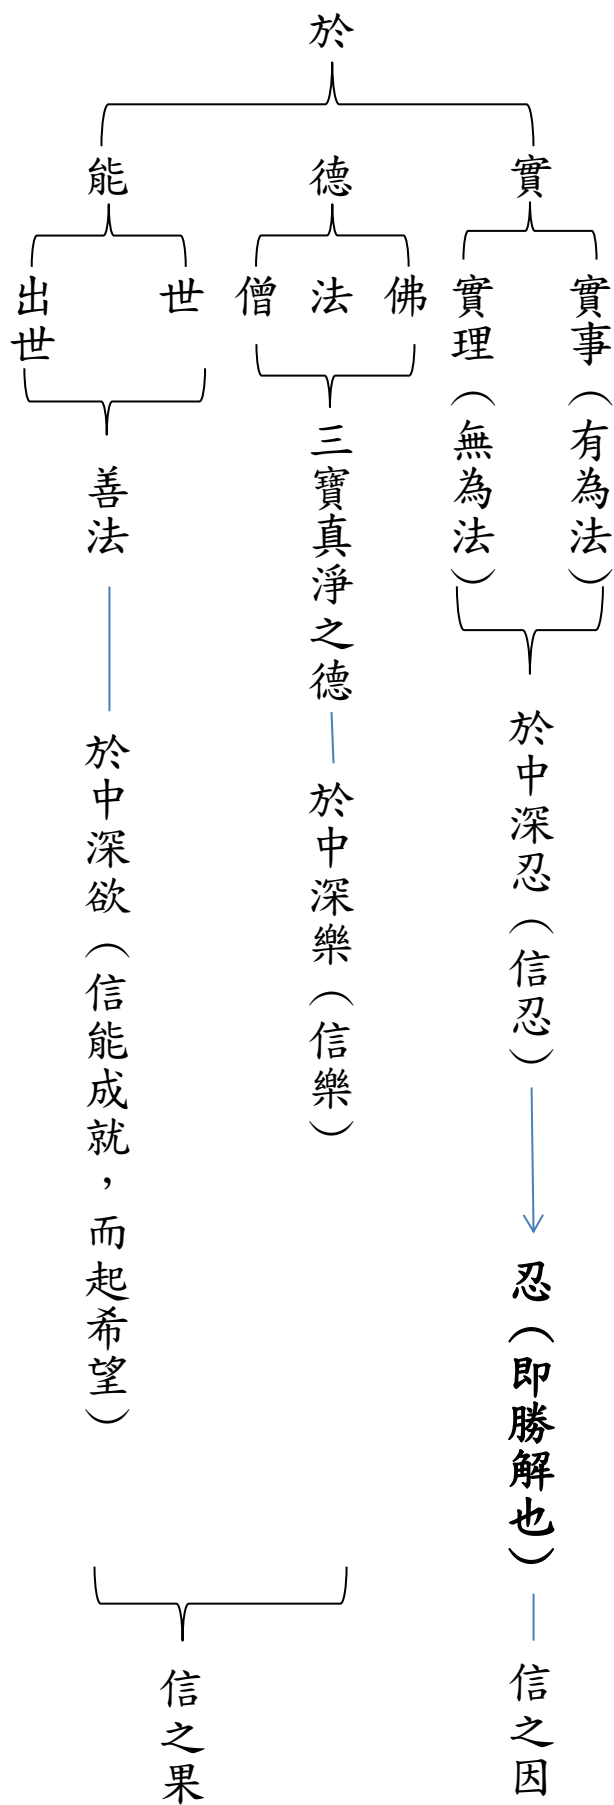 於
實
實事（有為法）
實理（無為法）
於中深忍（信忍）
忍（即勝解也）
信之因
德
佛
法
僧
三寶真淨之德
於中深樂（信樂）
能
世
出世
善法
於中深欲（信能成就，而起希望）
信之果